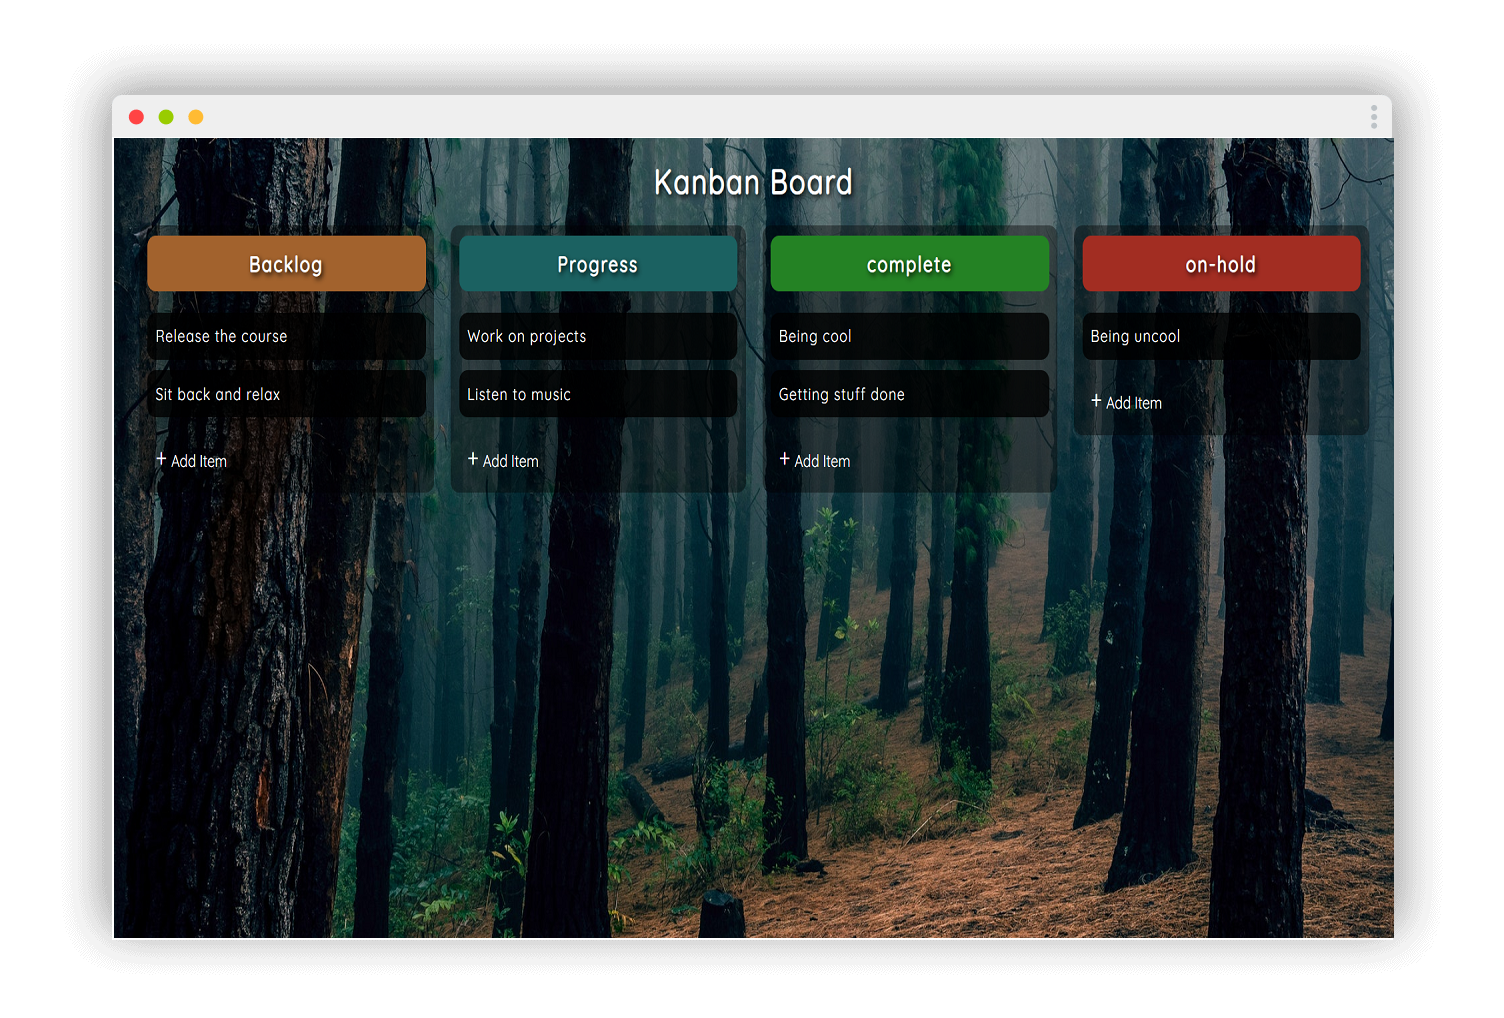 Kanban Board
Backlog
Release the course
Sit back and relax
+ Add Item
Progress
Work on projects
Listen to music
+ Add Item
complete
Being cool
Getting stuff done
+ Add Item
on-hold
Being uncool
+ Add Item